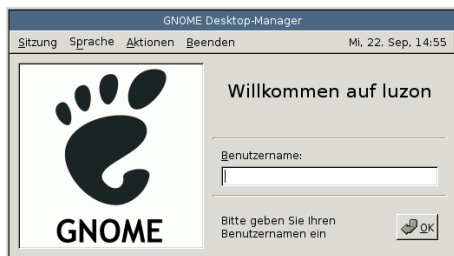 GNOME Desktop-Manager
Sitzung Sprache Aktionen Beenden Mi, 22. Sep, 14:55
Willkommen auf luzon
Benutzername:
GNOME
Bitte geben Sie Ihren
Benutzernamen ein
OK